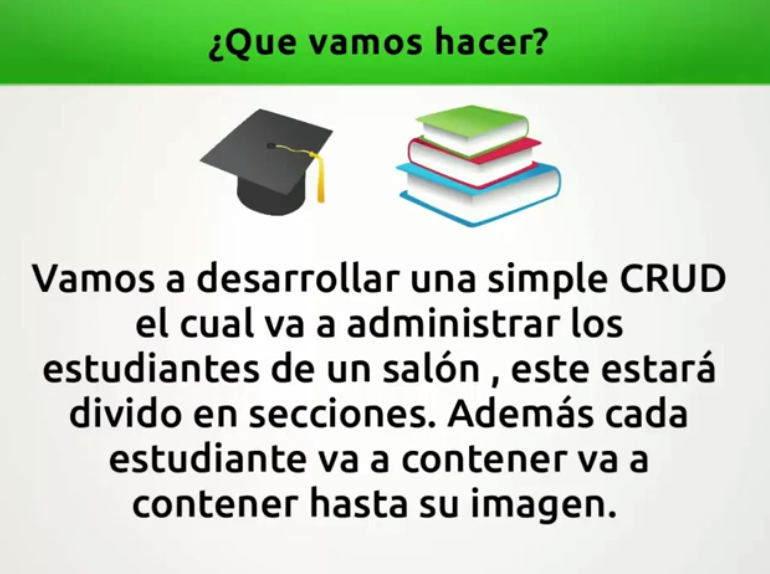 ¿Que vamos hacer?
Vamos a desarrollar una simple CRUD
el cual va a administrar los
estudiantes de un salón , este estará
divido en secciones. Además cada
estudiante va a contener va a
contener hasta su imagen.